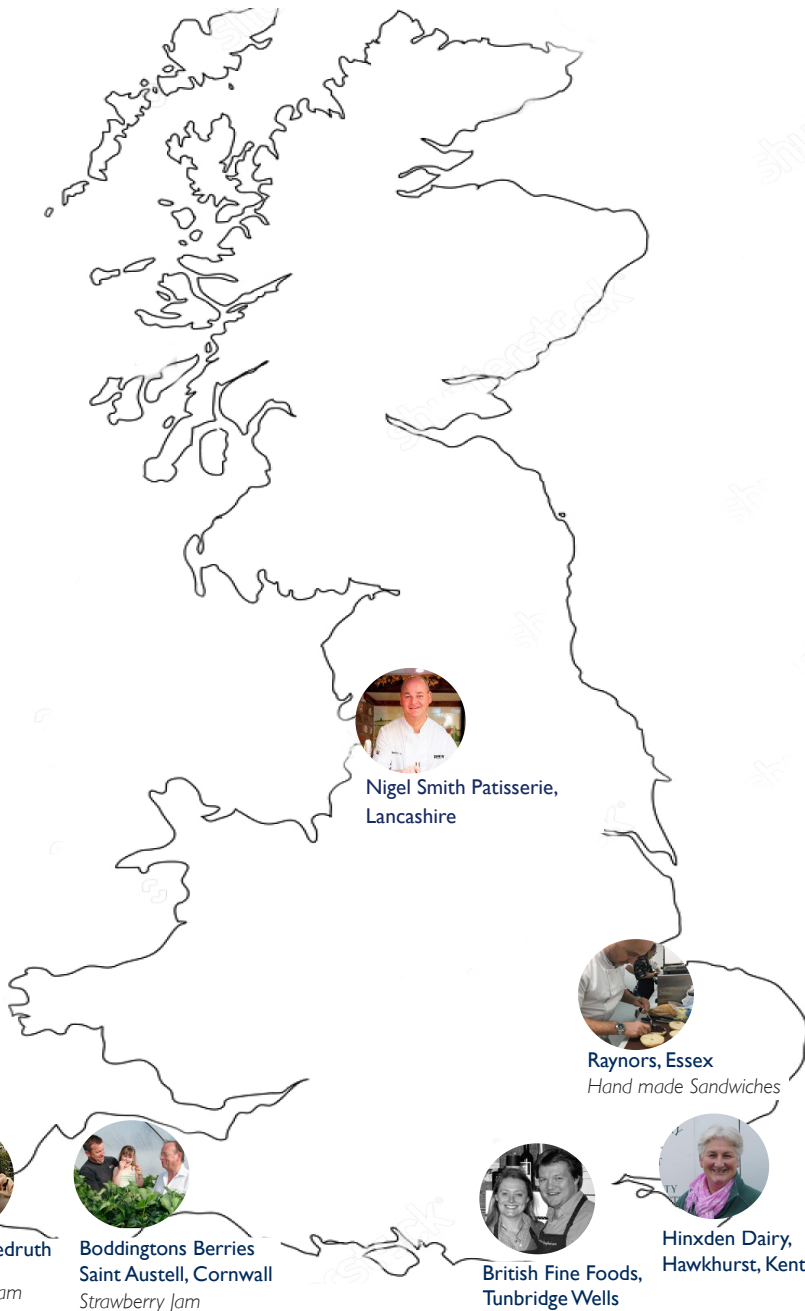 Nigel Smith Patisserie,
Lancashire
Raynors, Essex
Hand made Sandwiches
edruth
am
Boddingtons Berries
Saint Austell, Cornwall
Strawberry Jam
British Fine Foods,
Tunbridge Wells
Hinxden Dairy,
Hawkhurst, Kent